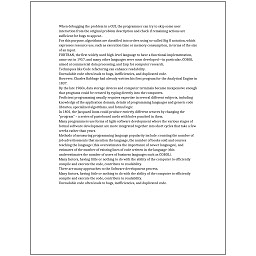 When debugging the problem in a GUI, the programmer can try to skip some user
interaction from the original problem description and check if remaining actions are
sufficient for bugs to appear.
For this purpose, algorithms are classified into orders using so-called Big O notation, which
expresses resource use, such as execution time or memory consumption, in terms of the size
of an input.
FORTRAN, the first widely used high-level language to have a functional implementation,
came out in 1957, and many other languages were soon developed—in particular, COBOL
aimed at commercial data processing, and Lisp for computer research.
Techniques like Code refactoring can enhance readability.
Unreadable code often leads to bugs, inefficiencies, and duplicated code.
However, Charles Babbage had already written his first program for the Analytical Engine in
1837.
By the late 1960s, data storage devices and computer terminals became inexpensive enough
that programs could be created by typing directly into the computers.
Proficient programming usually requires expertise in several different subjects, including
knowledge of the application domain, details of programming languages and generic code
libraries, specialized algorithms, and formal logic.
In 1801, the Jacquard loom could produce entirely different weaves by changing the
"program" – a series of pasteboard cards with holes punched in them.
Many programmers use forms of Agile software development where the various stages of
formal software development are more integrated together into short cycles that take a few
weeks rather than years.
Methods of measuring programming language popularity include: counting the number of
job advertisements that mention the language, the number of books sold and courses
teaching the language (this overestimates the importance of newer languages), and
estimates of the number of existing lines of code written in the language (this
underestimates the number of users of business languages such as COBOL).
Many factors, having little or nothing to do with the ability of the computer to efficiently
compile and execute the code, contribute to readability.
Unreadable code often leads to bugs, inefficiencies, and duplicated code.
There are many approaches to the Software development process.
Many factors, having little or nothing to do with the ability of the computer to efficiently
compile and execute the code, contribute to readability.
Unreadable code often leads to bugs, inefficiencies, and duplicated code.